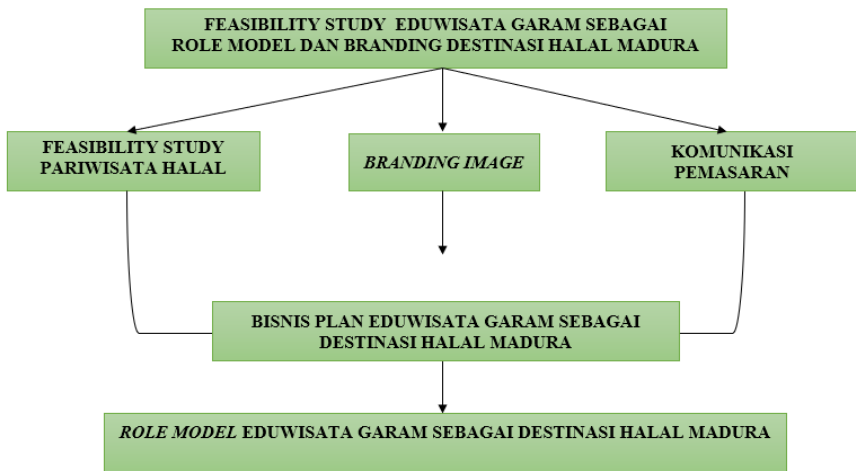 FEASIBILITY STUDY EDUWISATA GARAM SEBAGAI
ROLE MODEL DAN BRANDING DESTINASI HALAL MADURA
FEASIBILITY STUDY
PARIWISATA HALAL
BRANDING IMAGE
KOMUNIKASI
PEMASARAN
BISNIS PLAN EDUWISATA GARAM SEBAGAI
DESTINASI HALAL MADURA
ROLE MODEL EDUWISATA GARAM SEBAGAI DESTINASI HALAL MADURA